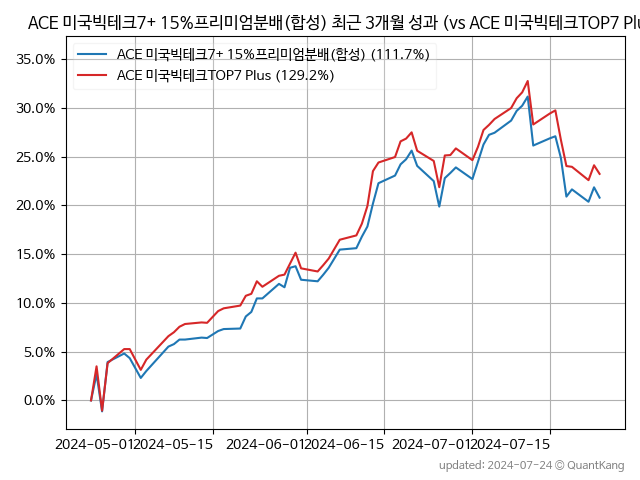 ACE 미국빅테크7+ 15%프리미엄분배(합성) 최근 3개월 성과 (vs ACE 미국빅테크TOP7 Plus
ACE 미국빅테크7+ 15%프리미엄분배(합성) (111.7%)
ACE 미국빅테크TOP7 Plus (129.2%)
35.0%
30.0%
25.0%
20.0%
15.0%
10.0%
5.0%
0.0%
2024-05-01 2024-05-15 2024-06-01 2024-06-15 2024-07-01 2024-07-15
updated: 2024-07-24 © QuantKang